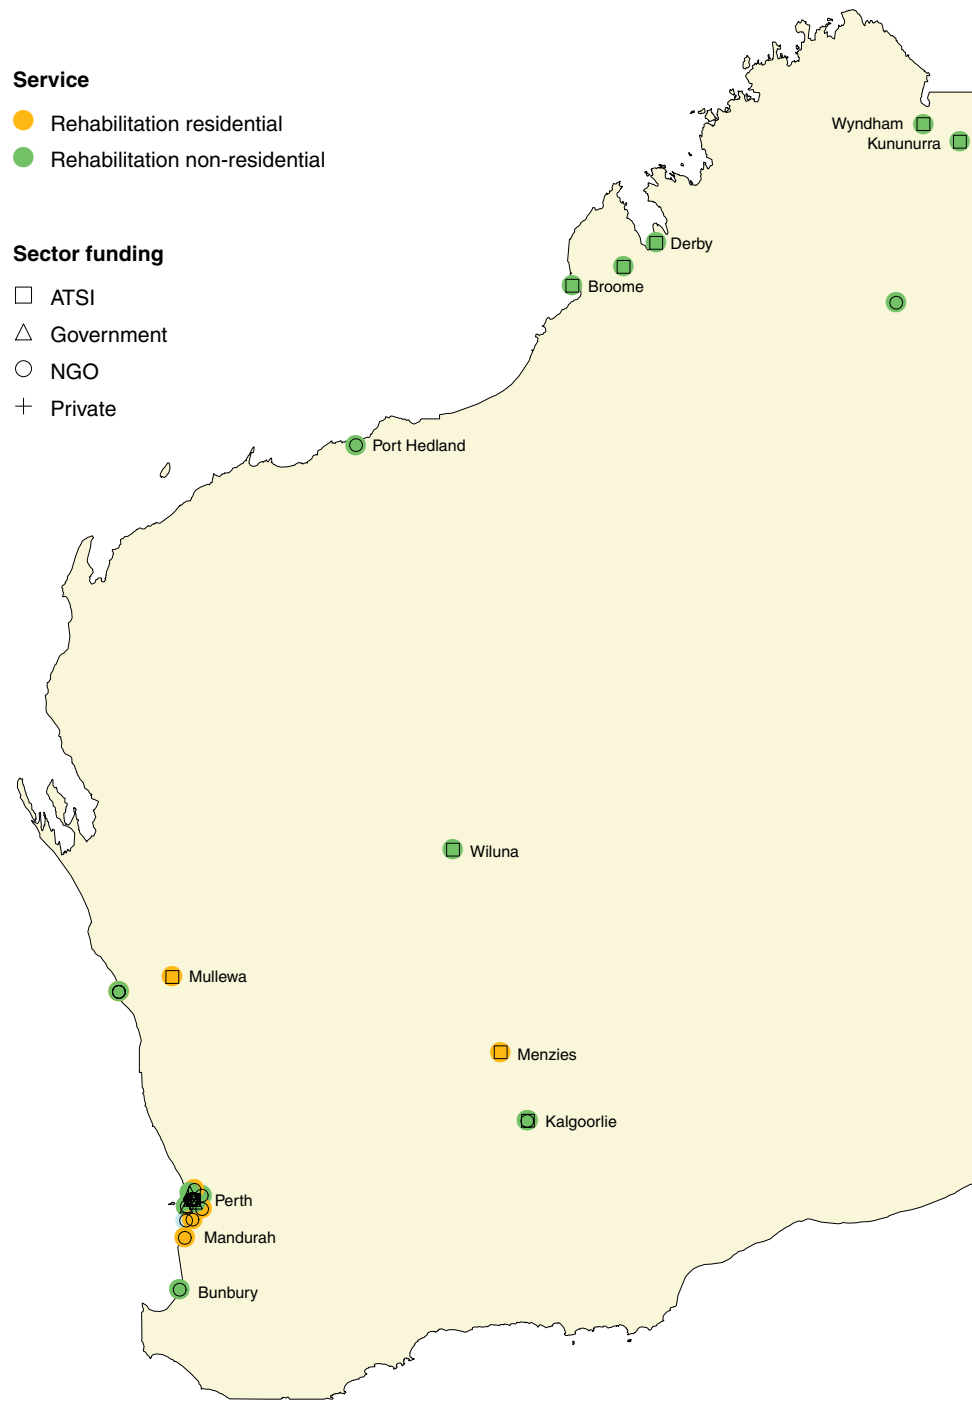 Service
Rehabilitation residential
Rehabilitation non-residential
Sector funding
ATSI
Government
NGO
Private
Wyndham
Kununurra
Derby
Broome
Port Hedland
Wiluna
Mullewa
Menzies
Kalgoorlie
Perth
Mandurah
Bunbury